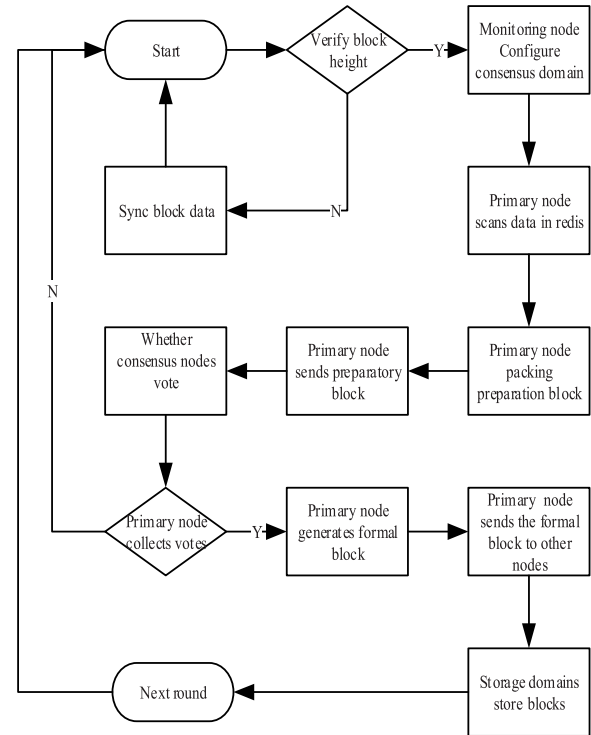 Start
Verify block
height
Y
Monitoring node
Configure
consensus domain
Sync block data
N
Primary node
scans data in redis
N
Whether
consensus nodes
vote
Primary node
sends preparatory
block
Primary node
packing
preparation block
Primary node
collects votes
Y
Primary node
generates formal
block
Primary node
sends the formal
block to other
nodes
Next round
Storage domains
store blocks